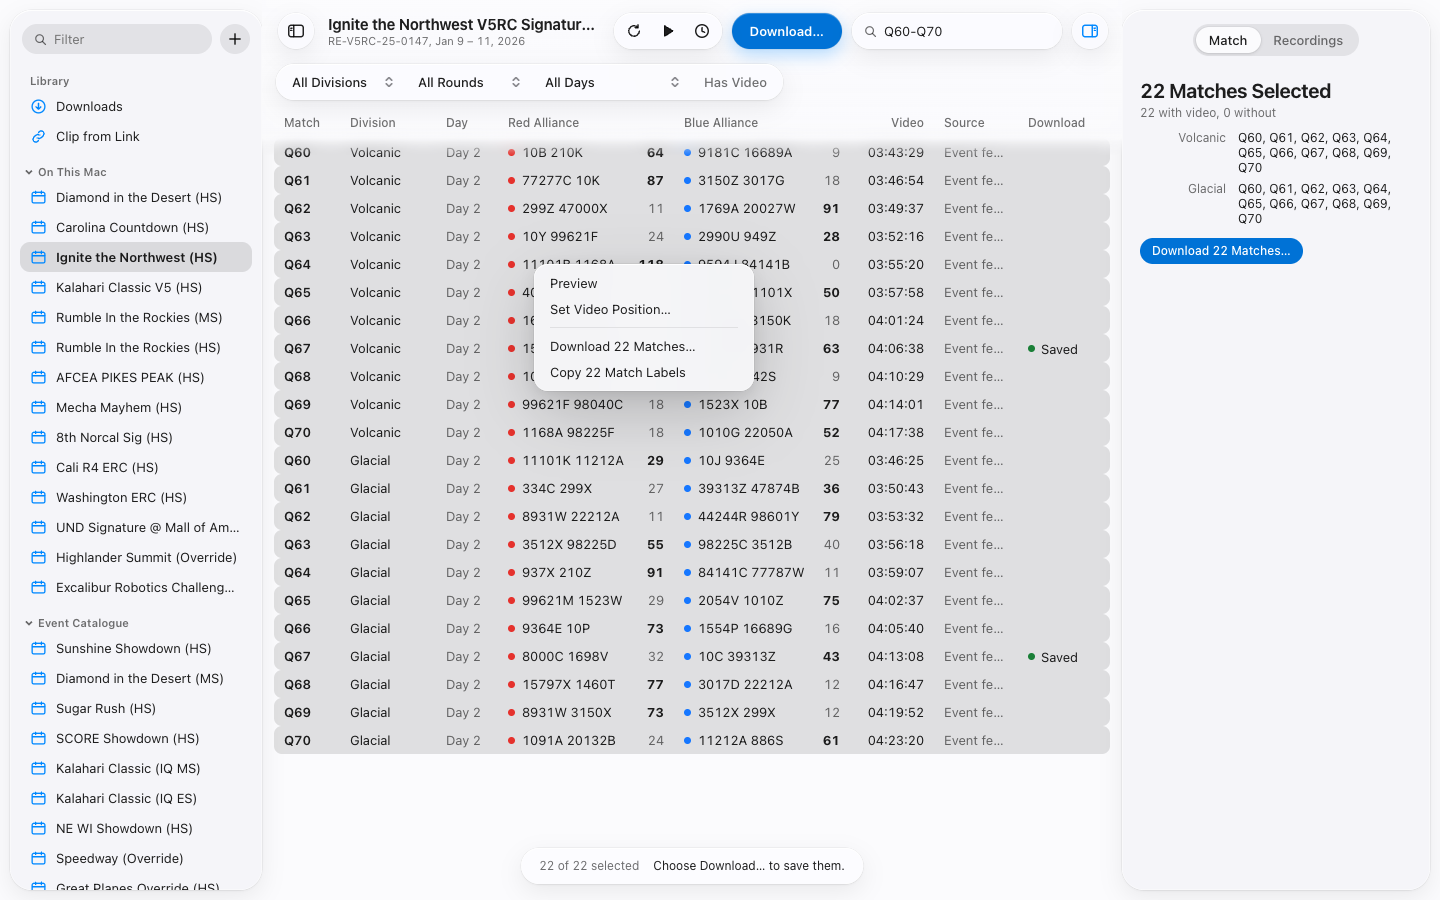 Filter
Library
Downloads
Clip from Link
On This Mac
Diamond in the Desert (HS)
Carolina Countdown (HS)
Ignite the Northwest (HS)
Kalahari Classic V5 (HS)
Rumble In the Rockies (MS)
Rumble In the Rockies (HS)
AFCEA PIKES PEAK (HS)
Mecha Mayhem (HS)
8th Norcal Sig (HS)
Cali R4 ERC (HS)
Washington ERC (HS)
UND Signature @ Mall of Am...
Highlander Summit (Override)
Excalibur Robotics Challeng...
Event Catalogue
Sunshine Showdown (HS)
Diamond in the Desert (MS)
Sugar Rush (HS)
SCORE Showdown (HS)
Kalahari Classic (IQ MS)
Kalahari Classic (IQ ES)
NE WI Showdown (HS)
Speedway (Override)
Great Planes Override (HS)
Ignite the Northwest V5RC Signatur...
RE-V5RC-25-0147, Jan 9 – 11, 2026
Download...
Q60-Q70
All Divisions All Rounds All Days Has Video
Match Division Day Red Alliance Blue Alliance Video Source Download
Q60 Volcanic Day 2 10B 210K 64 9181C 16689A 9 03:43:29 Event fe...
Q61 Volcanic Day 2 77277C 10K 87 3150Z 3017G 18 03:46:54 Event fe...
Q62 Volcanic Day 2 299Z 47000X 11 1769A 20027W 91 03:49:37 Event fe...
Q63 Volcanic Day 2 10Y 99621F 24 2990U 949Z 28 03:52:16 Event fe...
Q64 Volcanic Day 2 84141B 0 03:55:20 Event fe...
Q65 Volcanic Day 2 50 03:57:58 Event fe...
Q66 Volcanic Day 2 18 04:01:24 Event fe...
Q67 Volcanic Day 2 63 04:06:38 Event fe... Saved
Q68 Volcanic Day 2 9 04:10:29 Event fe...
Q69 Volcanic Day 2 99621F 98040C 18 1523X 10B 77 04:14:01 Event fe...
Q70 Volcanic Day 2 1168A 98225F 18 1010G 22050A 52 04:17:38 Event fe...
Q60 Glacial Day 2 11101K 11212A 29 10J 9364E 25 03:46:25 Event fe...
Q61 Glacial Day 2 334C 299X 27 39313Z 47874B 36 03:50:43 Event fe...
Q62 Glacial Day 2 8931W 22212A 11 44244R 98601Y 79 03:53:32 Event fe...
Q63 Glacial Day 2 3512X 98225D 55 98225C 3512B 40 03:56:18 Event fe...
Q64 Glacial Day 2 937X 210Z 91 84141C 77787W 11 03:59:07 Event fe...
Q65 Glacial Day 2 99621M 1523W 29 2054V 1010Z 75 04:02:37 Event fe...
Q66 Glacial Day 2 9364E 10P 73 1554P 16689G 16 04:05:40 Event fe...
Q67 Glacial Day 2 8000C 1698V 32 10C 39313Z 43 04:13:08 Event fe... Saved
Q68 Glacial Day 2 15797X 1460T 77 3017D 22212A 12 04:16:47 Event fe...
Q69 Glacial Day 2 8931W 3150X 73 3512X 299X 12 04:19:52 Event fe...
Q70 Glacial Day 2 1091A 20132B 24 11212A 886S 61 04:23:20 Event fe...
Preview
Set Video Position...
Download 22 Matches...
Copy 22 Match Labels
22 of 22 selected Choose Download... to save them.
Match Recordings
22 Matches Selected
22 with video, 0 without
Volcanic Q60, Q61, Q62, Q63, Q64,
Q65, Q66, Q67, Q68, Q69,
Q70
Glacial Q60, Q61, Q62, Q63, Q64,
Q65, Q66, Q67, Q68, Q69,
Q70
Download 22 Matches...